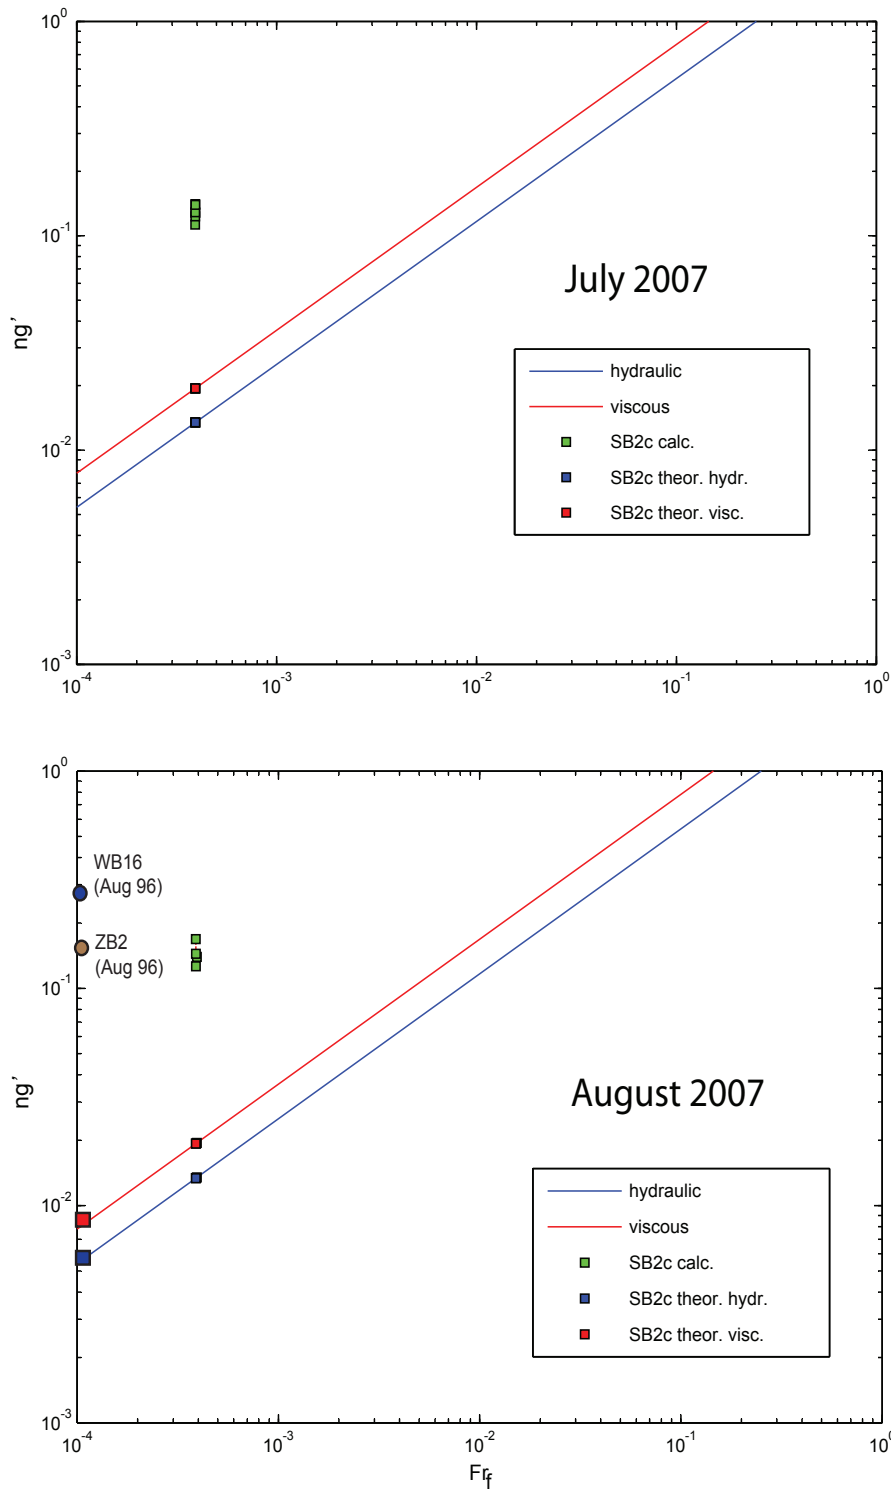 10^0
10^-1
ng’
10^-2
10^-3
10^-4
10^-3
10^-2
10^-1
10^0
July 2007
hydraulic
viscous
SB2c calc.
SB2c theor. hydr.
SB2c theor. visc.
10^0
WB16
(Aug 96)
ZB2
(Aug 96)
10^-1
ng’
10^-2
10^-3
August 2007
hydraulic
viscous
SB2c calc.
SB2c theor. hydr.
SB2c theor. visc.
10^-4
10^-3
10^-2
10^-1
10^0
Fr_f